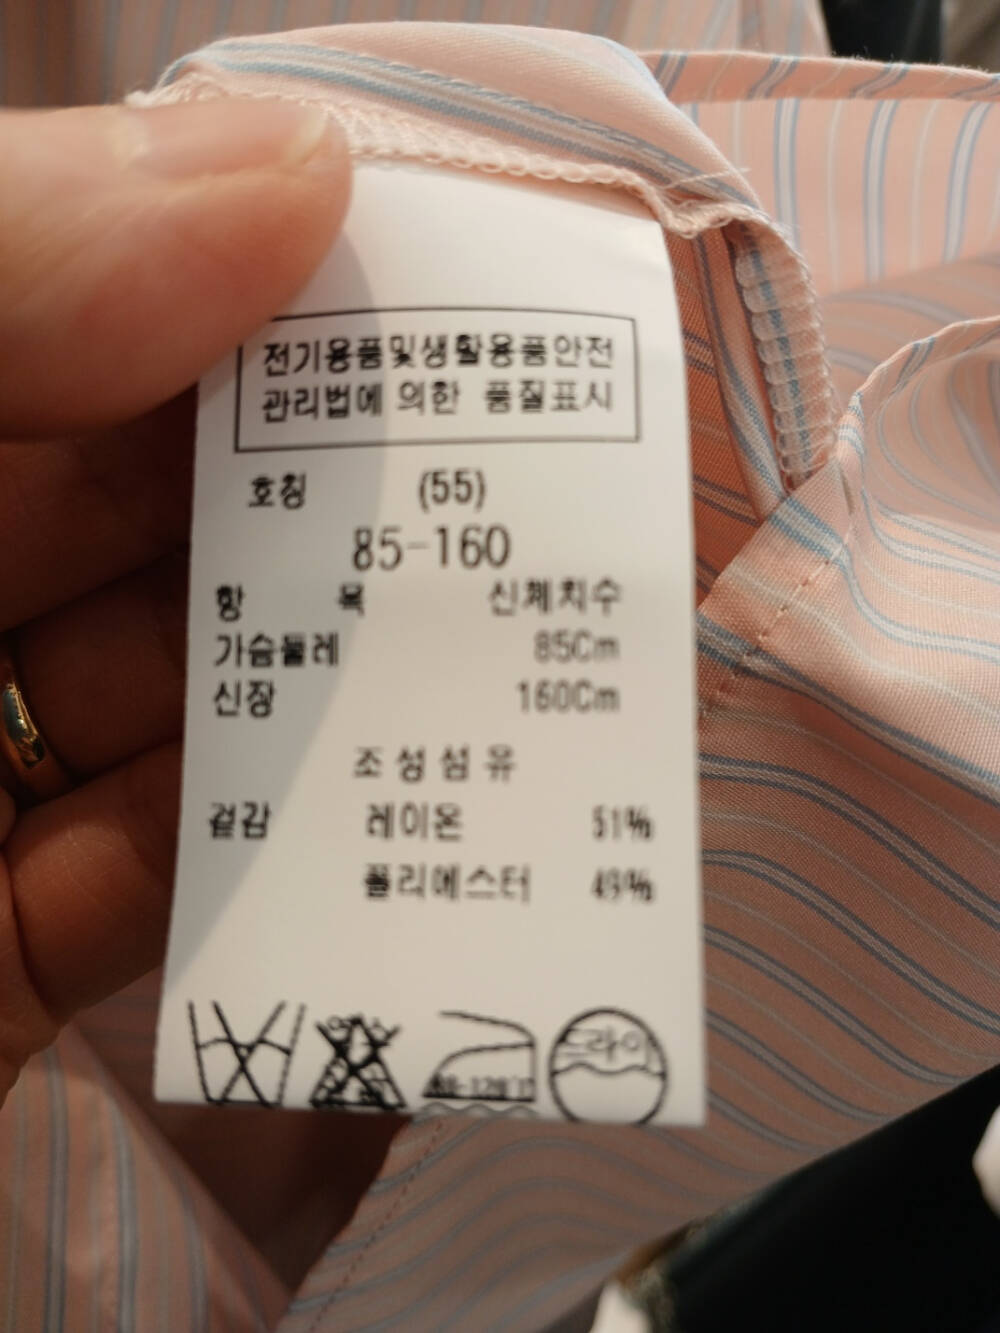 전기용품및생활용품안전
관리법에 의한 품질표시
호칭 (55)
85-160
항 목 신체치수
가슴둘레 85Cm
신장 160Cm
조성섬유
겉감 레이온 51%
폴리에스터 49%
드라이